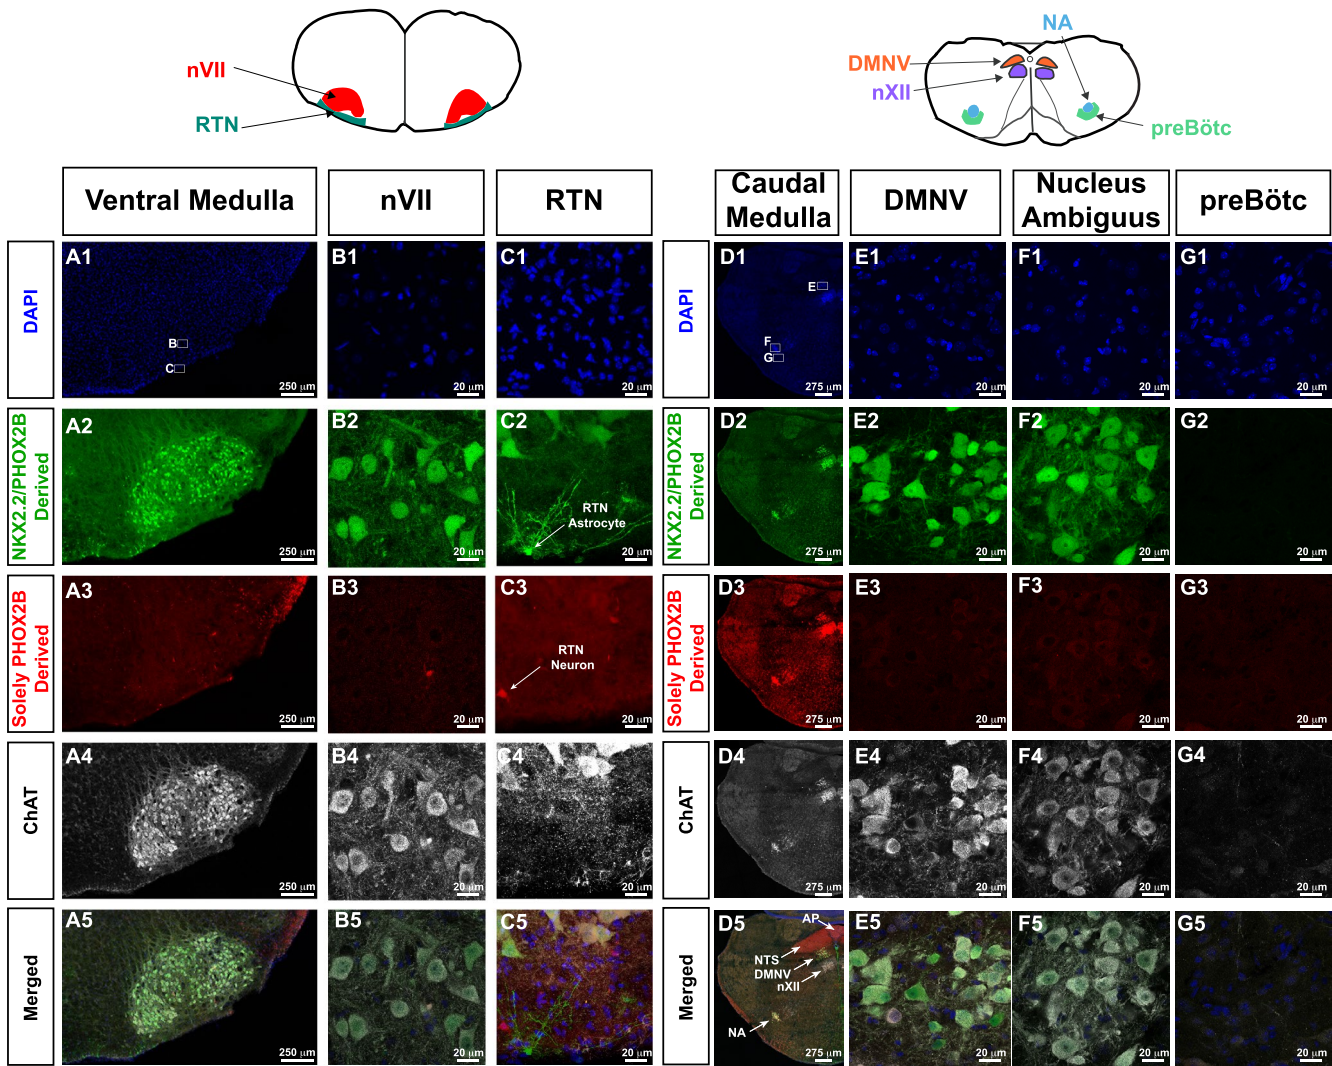 nVII
RTN
NA
DMNV
nXII
preBötc
Ventral Medulla
nVII
RTN
Caudal
Medulla
DMNV
Nucleus
Ambiguus
preBötc
DAPI
A1
B
C
250 µm
B1
20 µm
C1
20 µm
DAPI
D1
E
F
G
275 µm
E1
20 µm
F1
20 µm
G1
20 µm
NKX2.2/PHOX2B
Derived
A2
250 µm
B2
20 µm
C2
RTN
Astrocyte
20 µm
NKX2.2/PHOX2B
Derived
D2
275 µm
E2
20 µm
F2
20 µm
G2
20 µm
Solely PHOX2B
Derived
A3
250 µm
B3
20 µm
C3
RTN
Neuron
20 µm
Solely PHOX2B
Derived
D3
275 µm
E3
20 µm
F3
20 µm
G3
20 µm
ChAT
A4
250 µm
B4
20 µm
C4
20 µm
ChAT
D4
275 µm
E4
20 µm
F4
20 µm
G4
20 µm
Merged
A5
250 µm
B5
20 µm
C5
20 µm
Merged
D5
AP
NTS
DMNV
nXII
NA
275 µm
E5
20 µm
F5
20 µm
G5
20 µm